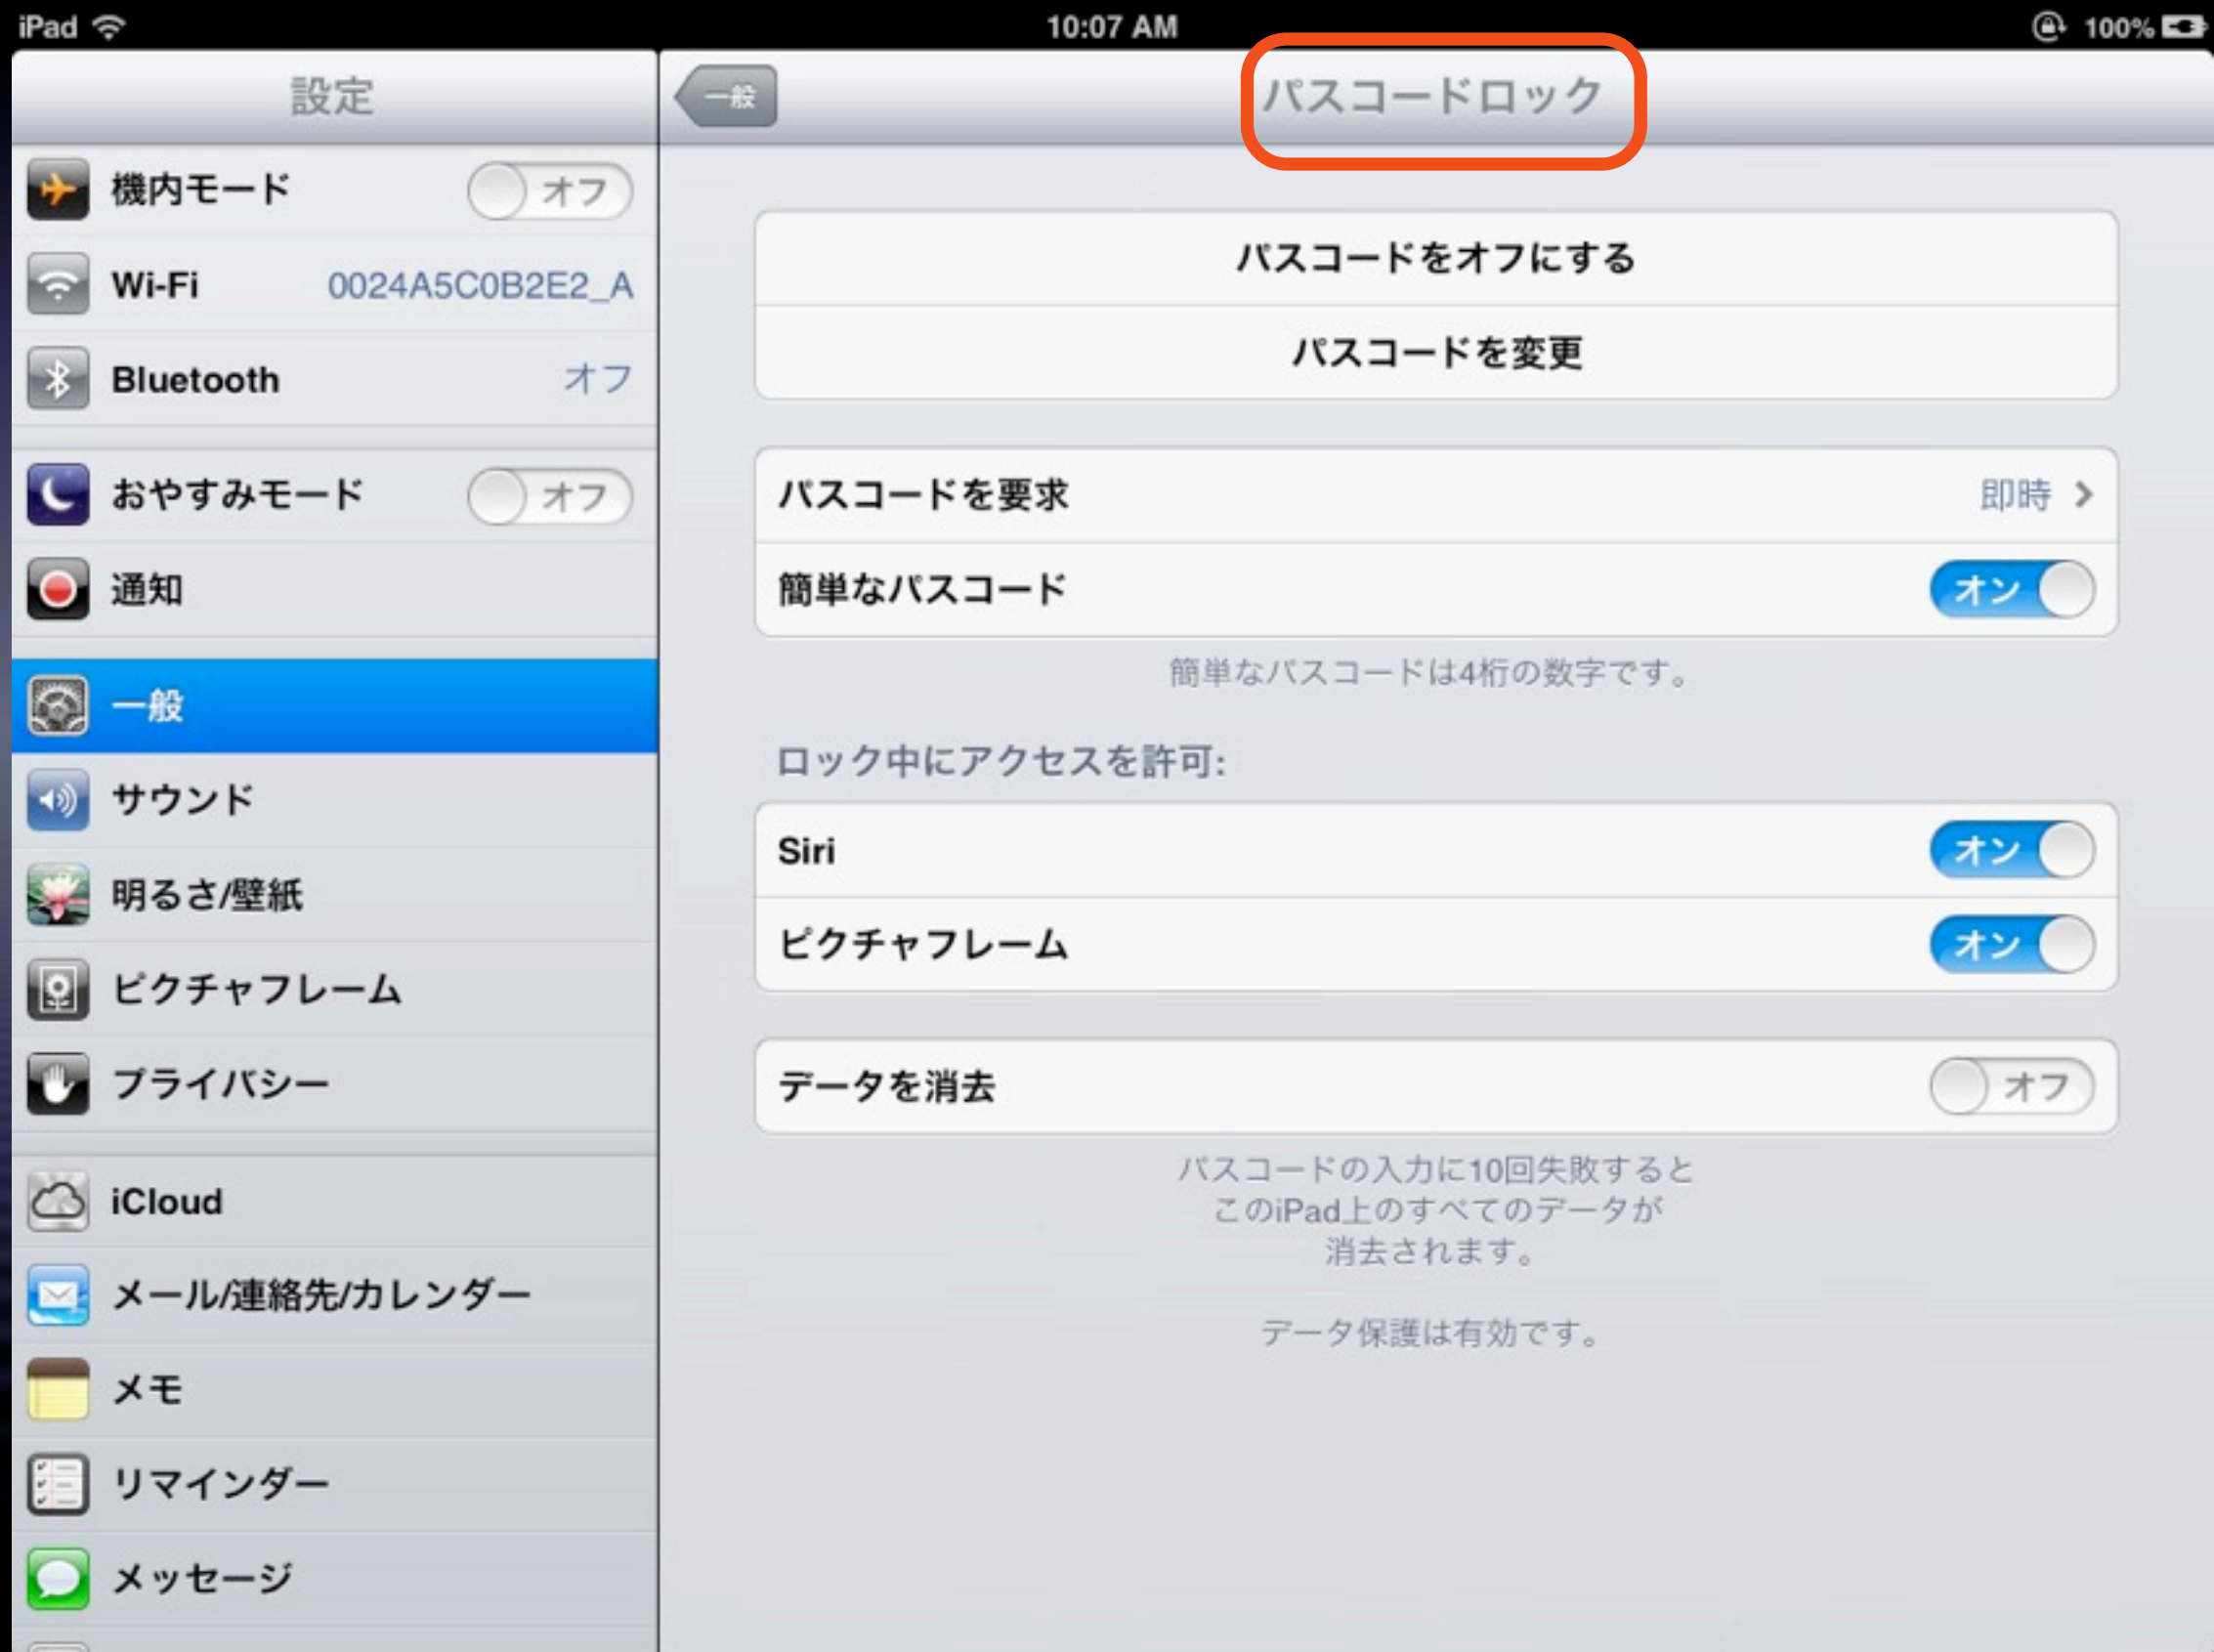 iPad 10:07 AM 100%
設定
機内モード オフ
Wi-Fi 0024A5C0B2E2_A
Bluetooth オフ
おやすみモード オフ
通知
一般
サウンド
明るさ/壁紙
ピクチャフレーム
プライバシー
iCloud
メール/連絡先/カレンダー
メモ
リマインダー
メッセージ
一般 パスコードロック
パスコードをオフにする
パスコードを変更
パスコードを要求 即時
簡単なパスコード オン
簡単なパスコードは4桁の数字です。
ロック中にアクセスを許可:
Siri オン
ピクチャフレーム オン
データを消去 オフ
パスコードの入力に10回失敗すると
このiPad上のすべてのデータが
消去されます。
データ保護は有効です。